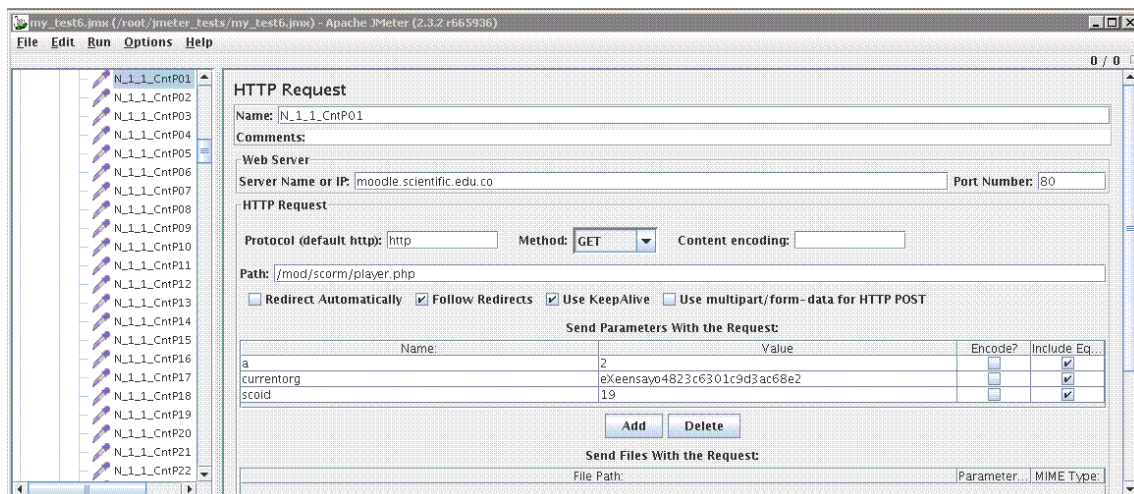 my_test6.jmx (/root/jmeter_tests/my_test6.jmx) - Apache JMeter (2.3.2 r665936)
File Edit Run Options Help
0 / 0
N_1_1_CntP01
N_1_1_CntP02
N_1_1_CntP03
N_1_1_CntP04
N_1_1_CntP05
N_1_1_CntP06
N_1_1_CntP07
N_1_1_CntP08
N_1_1_CntP09
N_1_1_CntP10
N_1_1_CntP11
N_1_1_CntP12
N_1_1_CntP13
N_1_1_CntP14
N_1_1_CntP15
N_1_1_CntP16
N_1_1_CntP17
N_1_1_CntP18
N_1_1_CntP19
N_1_1_CntP20
N_1_1_CntP21
N_1_1_CntP22
HTTP Request
Name: N_1_1_CntP01
Comments:
Web Server
Server Name or IP: moodle.scientific.edu.co Port Number: 80
HTTP Request
Protocol (default http): http Method: GET Content encoding:
Path: /mod/scorm/player.php
Redirect Automatically Follow Redirects Use KeepAlive Use multipart/form-data for HTTP POST
Send Parameters With the Request:
Name: Value Encode? Include Eq...
a 2
currentorg eXeensayo4823c6301c9d3ac68e2
scoid 19
Add Delete
Send Files With the Request:
File Path: Parameter... MIME Type: